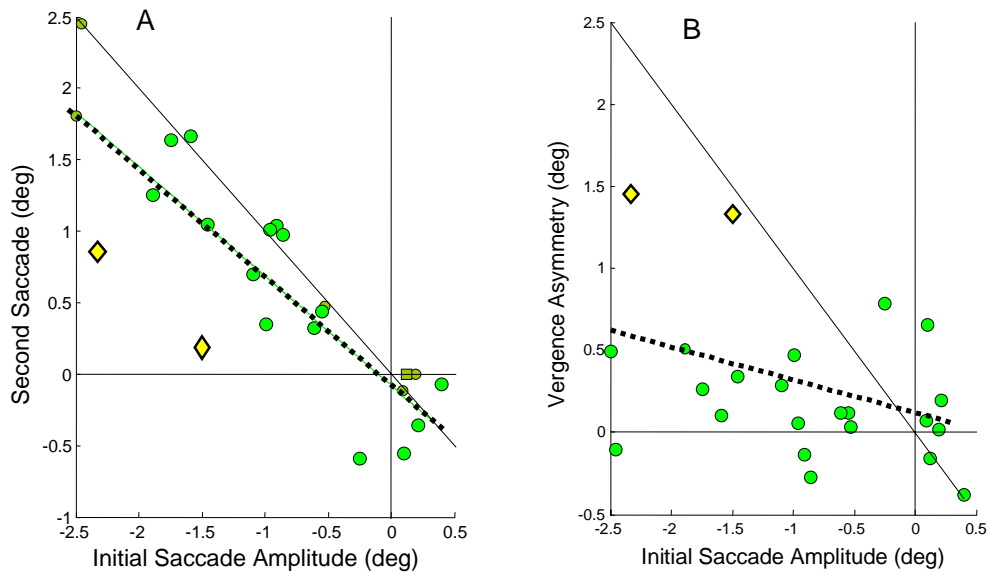 A
2.5
2
1.5
1
0.5
0
-0.5
-1
Second Saccade (deg)
-2.5 -2 -1.5 -1 -0.5 0 0.5
Initial Saccade Amplitude (deg)
B
2.5
2
1.5
1
0.5
0
-0.5
Vergence Asymmetry (deg)
-2.5 -2 -1.5 -1 -0.5 0 0.5
Initial Saccade Amplitude (deg)